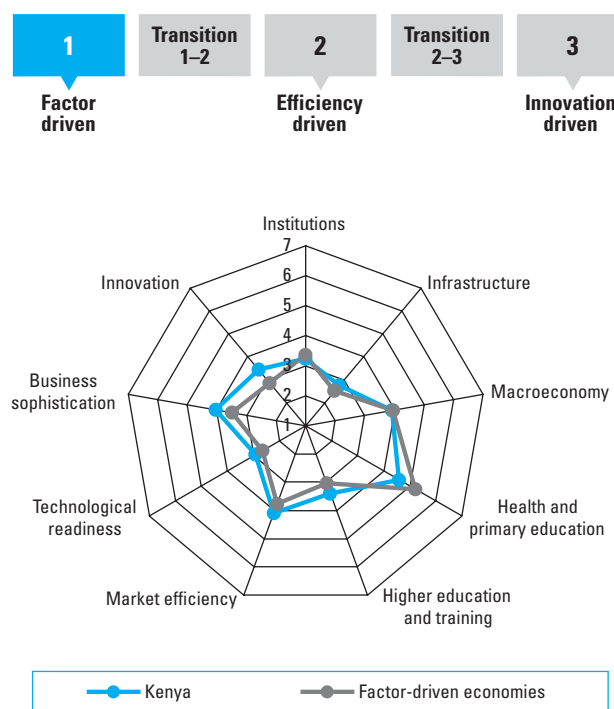 1
Transition
1–2
2
Transition
2–3
3
Factor
driven
Efficiency
driven
Innovation
driven
Institutions
7
6
5
4
3
2
1
Innovation
Infrastructure
Business
sophistication
Macroeconomy
Technological
readiness
Health and
primary education
Market efficiency
Higher education
and training
Kenya
Factor-driven economies